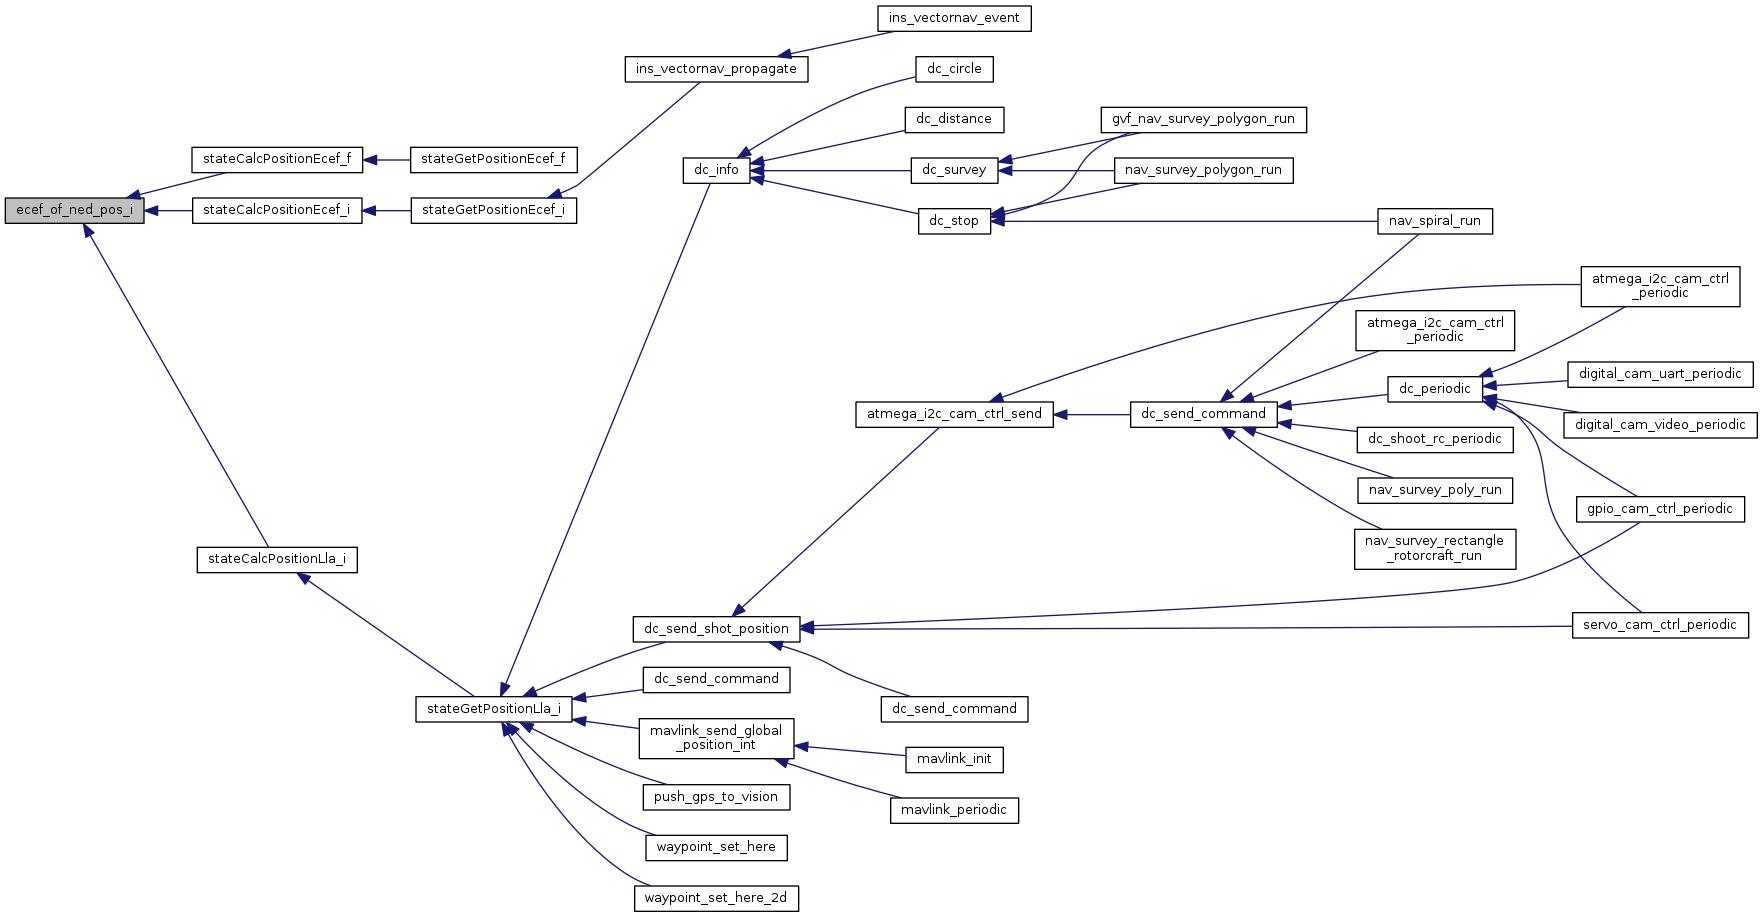 ins_vectornav_event
ins_vectornav_propagate
dc_circle
dc_distance
gvf_nav_survey_polygon_run
stateCalcPositionEcef_f
stateGetPositionEcef_f
dc_info
dc_survey
nav_survey_polygon_run
ecef_of_ned_pos_i
stateCalcPositionEcef_i
stateGetPositionEcef_i
dc_stop
nav_spiral_run
atmega_i2c_cam_ctrl
_periodic
atmega_i2c_cam_ctrl
_periodic
digital_cam_uart_periodic
dc_periodic
atmega_i2c_cam_ctrl_send
dc_send_command
digital_cam_video_periodic
dc_shoot_rc_periodic
nav_survey_poly_run
gpio_cam_ctrl_periodic
nav_survey_rectangle
_rotorcraft_run
stateCalcPositionLla_i
dc_send_shot_position
servo_cam_ctrl_periodic
dc_send_command
stateGetPositionLla_i
dc_send_command
mavlink_send_global
_position_int
mavlink_init
push_gps_to_vision
mavlink_periodic
waypoint_set_here
waypoint_set_here_2d